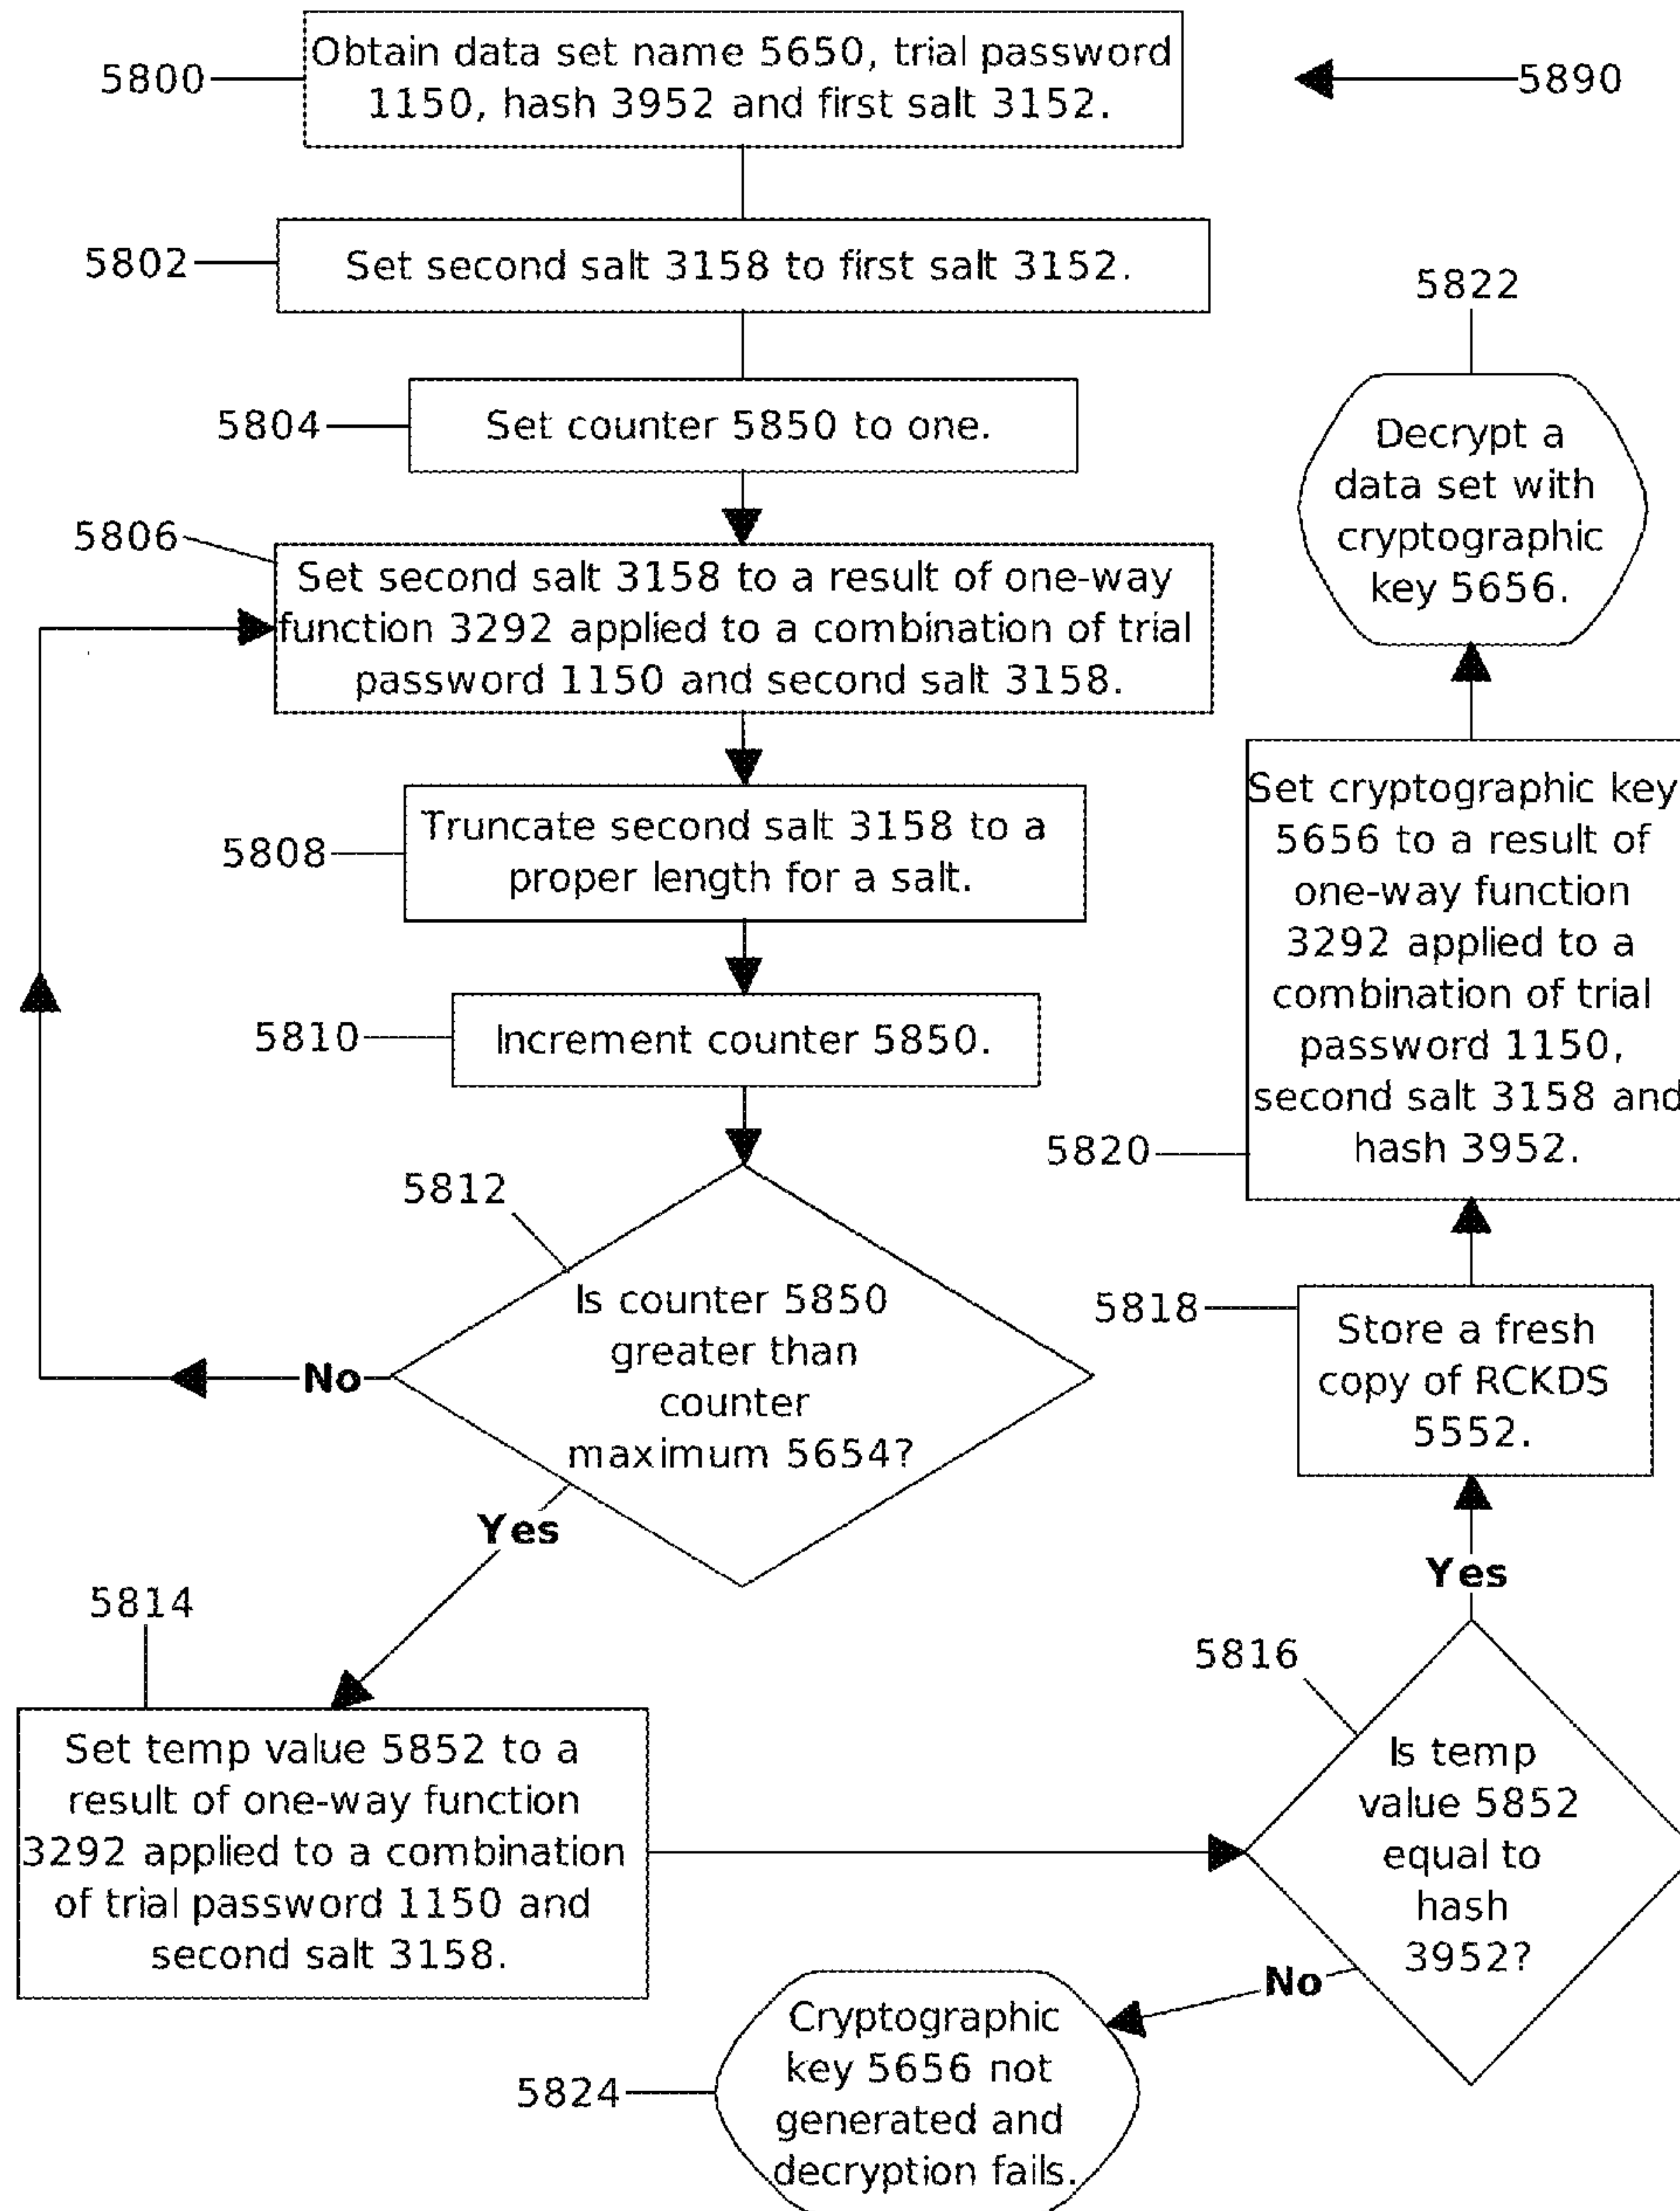 5800
Obtain data set name 5650, trial password
1150, hash 3952 and first salt 3152.
5890
5802
Set second salt 3158 to first salt 3152.
5804
Set counter 5850 to one.
5806
Set second salt 3158 to a result of one-way
function 3292 applied to a combination of trial
password 1150 and second salt 3158.
5808
Truncate second salt 3158 to a
proper length for a salt.
5810
Increment counter 5850.
5812
Is counter 5850
greater than
counter
maximum 5654?
No
Yes
5814
Set temp value 5852 to a
result of one-way function
3292 applied to a combination
of trial password 1150 and
second salt 3158.
5816
Is temp
value 5852
equal to
hash
3952?
Yes
No
5818
Store a fresh
copy of RCKDS
5552.
5820
Set cryptographic key
5656 to a result of
one-way function
3292 applied to a
combination of trial
password 1150,
second salt 3158 and
hash 3952.
5822
Decrypt a
data set with
cryptographic
key 5656.
5824
Cryptographic
key 5656 not
generated and
decryption fails.